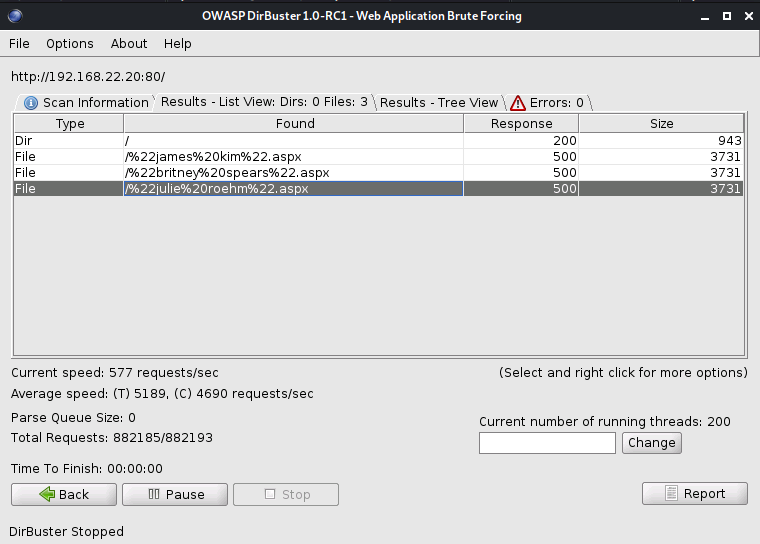 OWASP DirBuster 1.0-RC1 - Web Application Brute Forcing
File Options About Help
http://192.168.22.20:80/
Scan Information Results - List View: Dirs: 0 Files: 3 Results - Tree View Errors: 0
Type Found Response Size
Dir / 200 943
File /%22james%20kim%22.aspx 500 3731
File /%22britney%20spears%22.aspx 500 3731
File /%22julie%20roehm%22.aspx 500 3731
Current speed: 577 requests/sec (Select and right click for more options)
Average speed: (T) 5189, (C) 4690 requests/sec
Parse Queue Size: 0
Current number of running threads: 200
Total Requests: 882185/882193
Change
Time To Finish: 00:00:00
Back Pause Stop Report
DirBuster Stopped